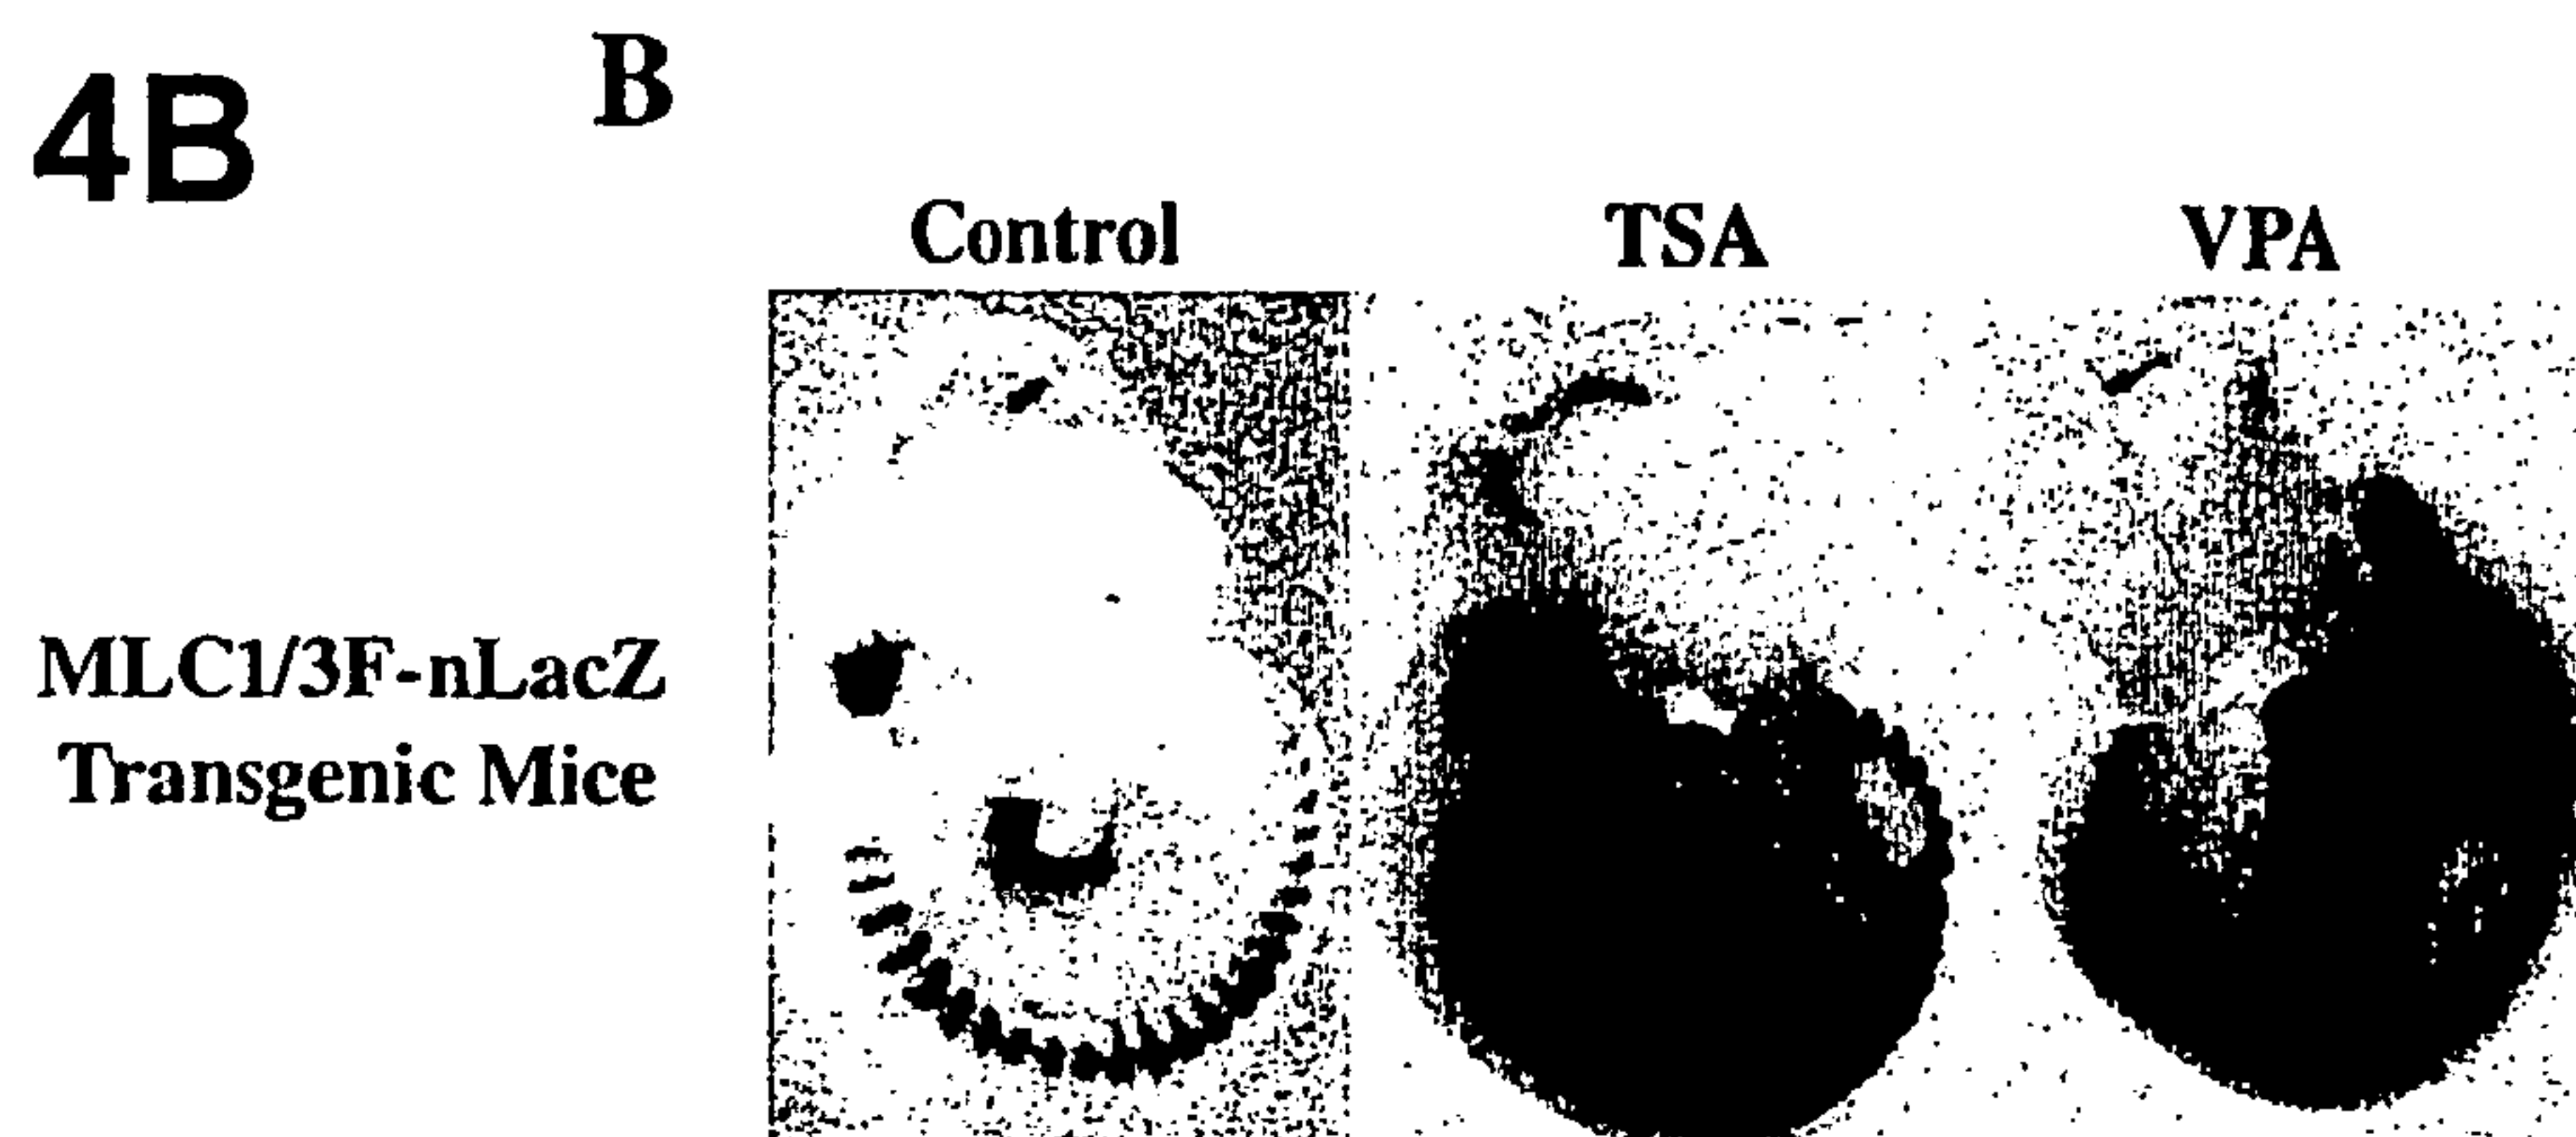 4B
B
Control TSA VPA
MLC1/3F-nLacZ
Transgenic Mice